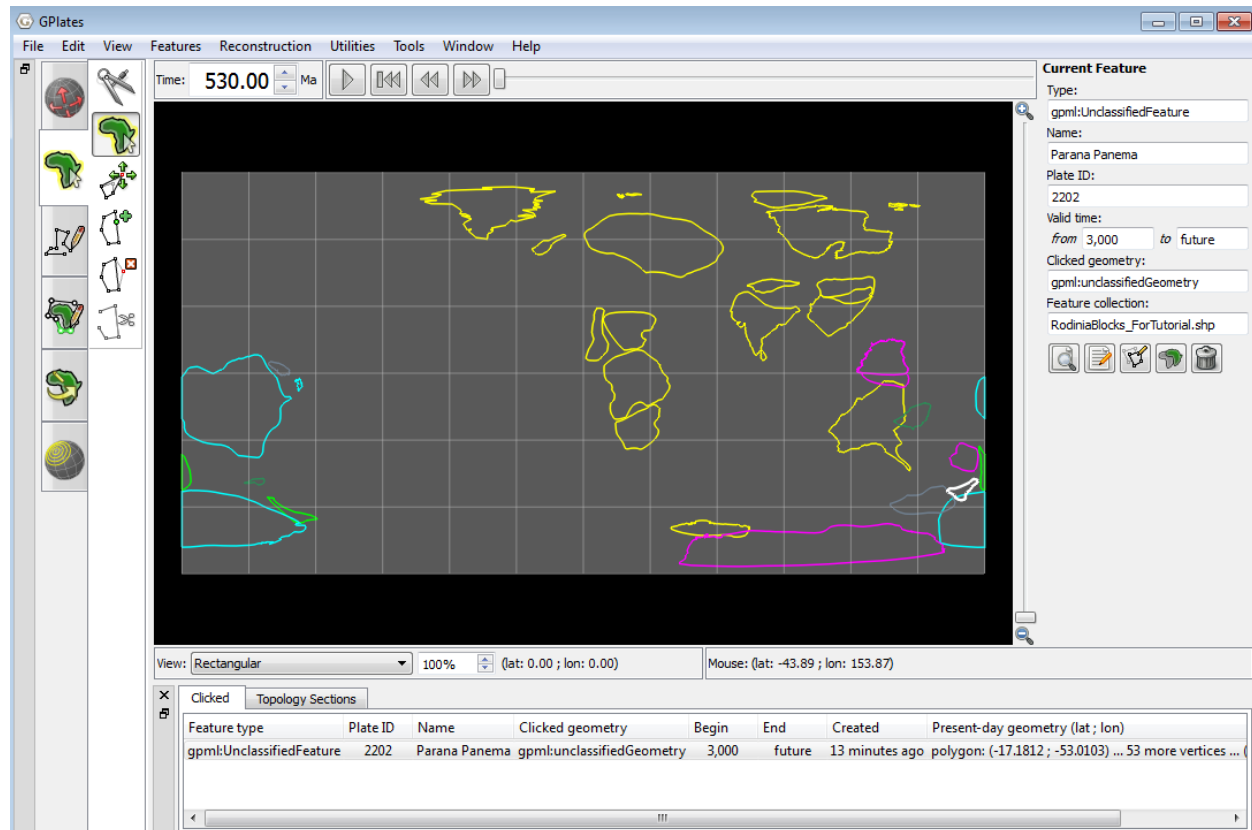 GPlates
File Edit View Features Reconstruction Utilities Tools Window Help
Time: 530.00 Ma
Current Feature
Type:
gpml:UnclassifiedFeature
Name:
Parana Panema
Plate ID:
2202
Valid time:
from 3,000 to future
Clicked geometry:
gpml:unclassifiedGeometry
Feature collection:
RodiniaBlocks_ForTutorial.shp
View: Rectangular 100% (lat: 0.00 ; lon: 0.00) Mouse: (lat: -43.89 ; lon: 153.87)
Clicked Topology Sections
Feature type Plate ID Name Clicked geometry Begin End Created Present-day geometry (lat ; lon)
gpml:UnclassifiedFeature 2202 Parana Panema gpml:unclassifiedGeometry 3,000 future 13 minutes ago polygon: (-17.1812 ; -53.0103) ... 53 more vertices ... (